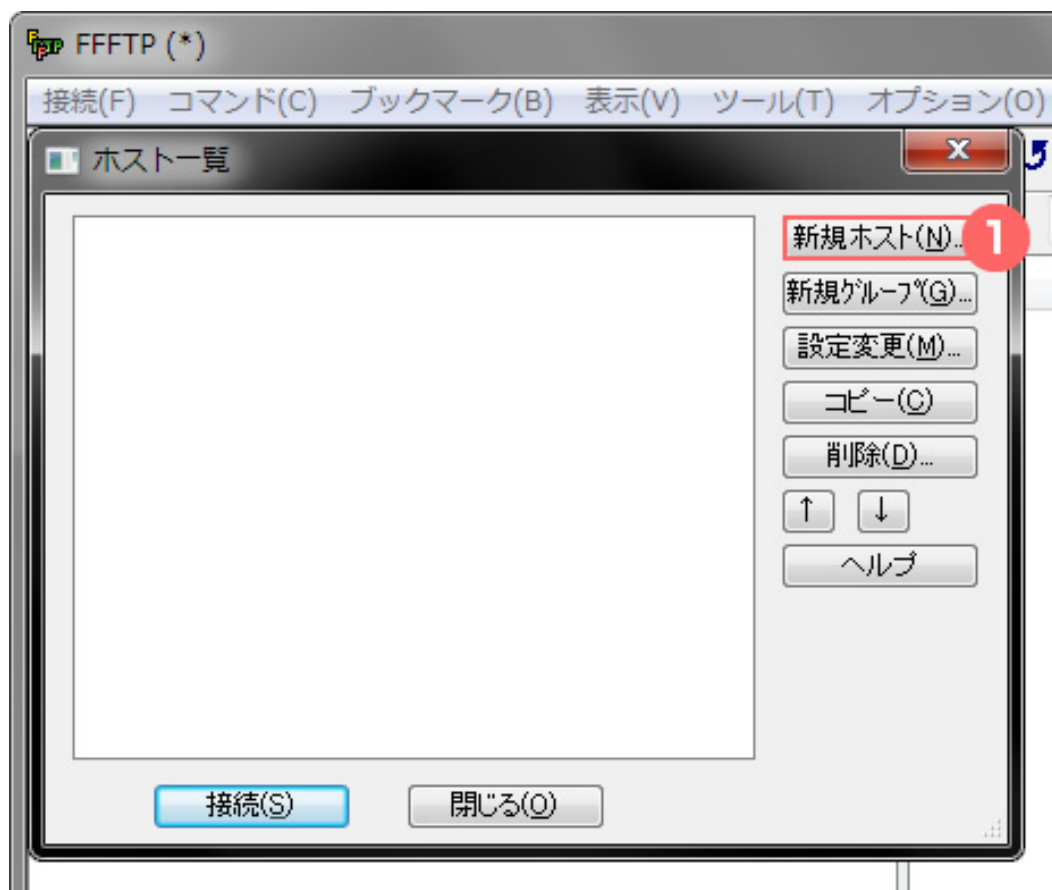 FFFTP (*)
接続(F) コマンド(C) ブックマーク(B) 表示(V) ツール(T) オプション(O)
ホスト一覧
新規ホスト(N)...
1
新規ｸﾞﾙｰﾌﾟ(G)...
設定変更(M)...
コピー(C)
削除(D)...
↑ ↓
ヘルプ
接続(S) 閉じる(O)